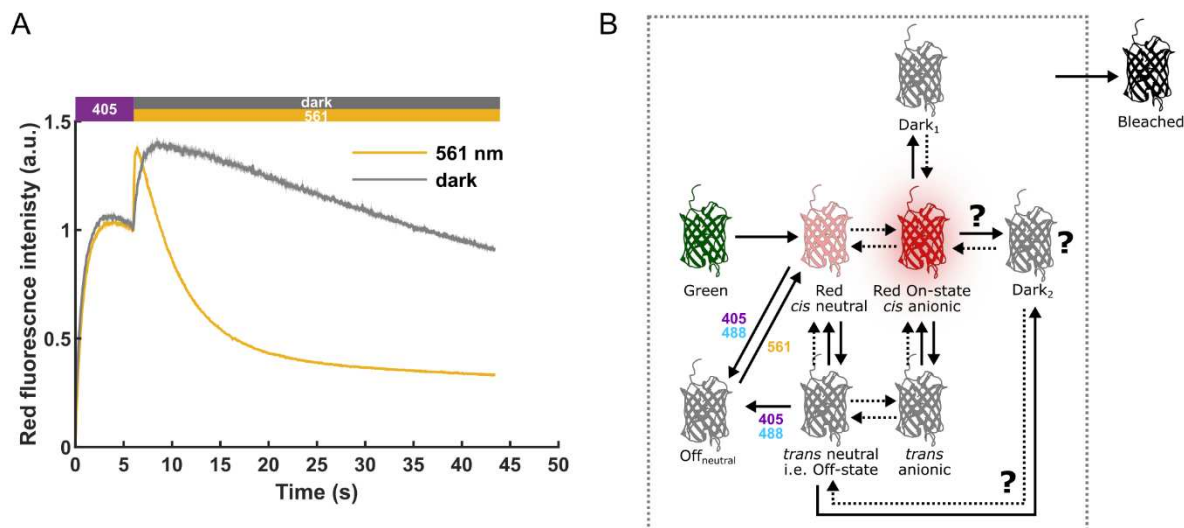 A
B
405
dark
561
1.5
1
0.5
0
Red fluorescnce intenisty (a.u.)
561 nm
dark
0 5 10 15 20 25 30 35 40 45 50
Time (s)
Dark1
Bleached
?
?
Green
Red
cis neutral
Red On-state
cis anionic
Dark2
405
488
561
405
488
Offneutral
trans neutral
i.e. Off-state
trans
anionic
?